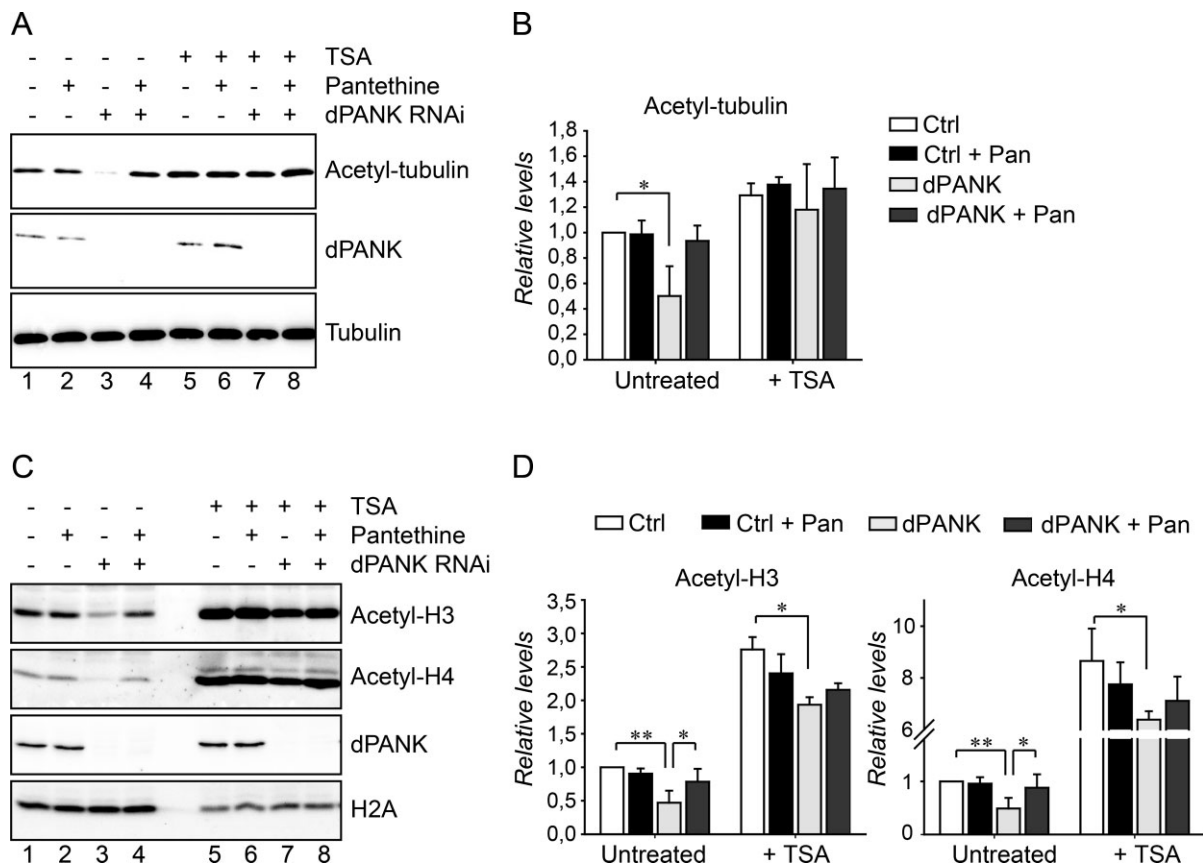 A
- - - - + + + + TSA
- + - + - + - + Pantethine
- - + + - - + + dPANK RNAi
Acetyl-tubulin
dPANK
Tubulin
1 2 3 4 5 6 7 8
B
Acetyl-tubulin
Relative levels
1,8
1,6
1,4
1,2
1,0
0,8
0,6
0,4
0,2
0,0
*
Untreated + TSA
Ctrl
Ctrl + Pan
dPANK
dPANK + Pan
C
- - - - + + + + TSA
- + - + - + - + Pantethine
- - + + - - + + dPANK RNAi
Acetyl-H3
Acetyl-H4
dPANK
H2A
1 2 3 4 5 6 7 8
D
Ctrl Ctrl + Pan dPANK dPANK + Pan
Acetyl-H3
Relative levels
3,5
3,0
2,5
2,0
1,5
1,0
0,5
0,0
** * *
Untreated + TSA
Acetyl-H4
Relative levels
10
8
6
1
0
** * *
Untreated + TSA